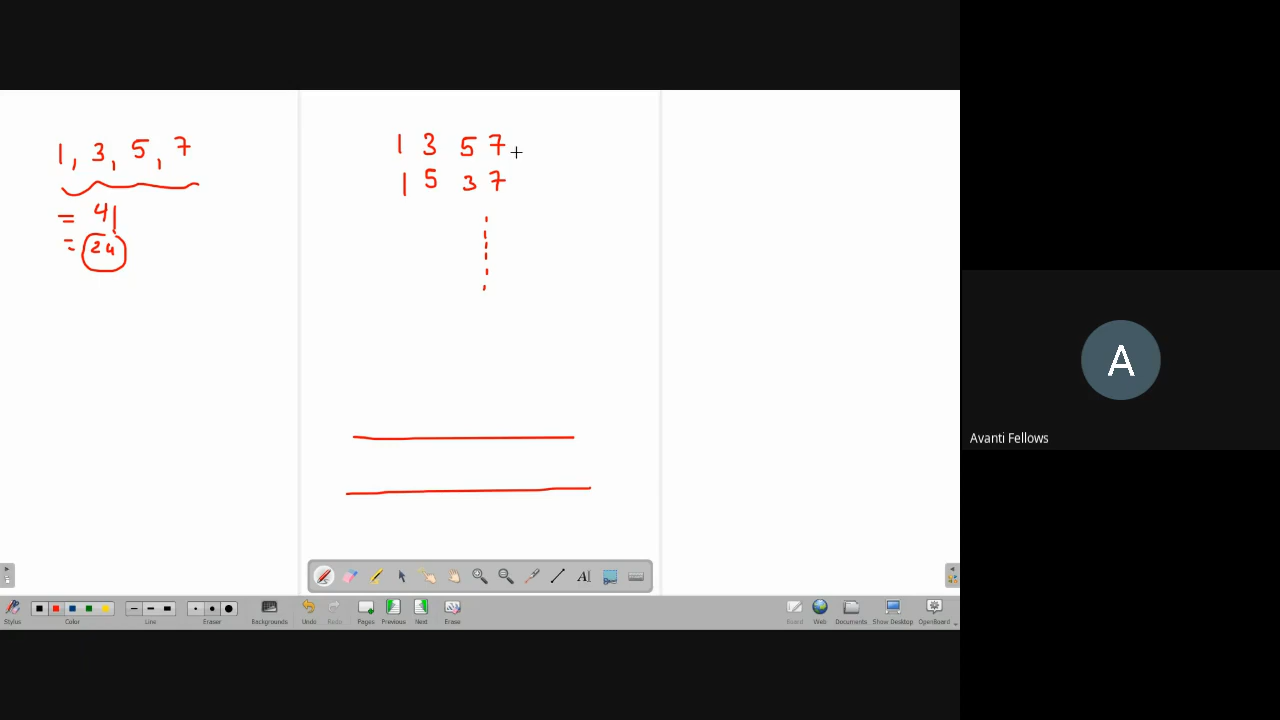 1, 3, 5, 7
= 4!
= 24
1 3 5 7
1 5 3 7
A
Avanti Fellows
Stylus
Color
Line
Eraser
Backgrounds
Undo
Redo
Pages
Previous
Next
Erase
Board
Web
Documents
Show Desktop
OpenBoard